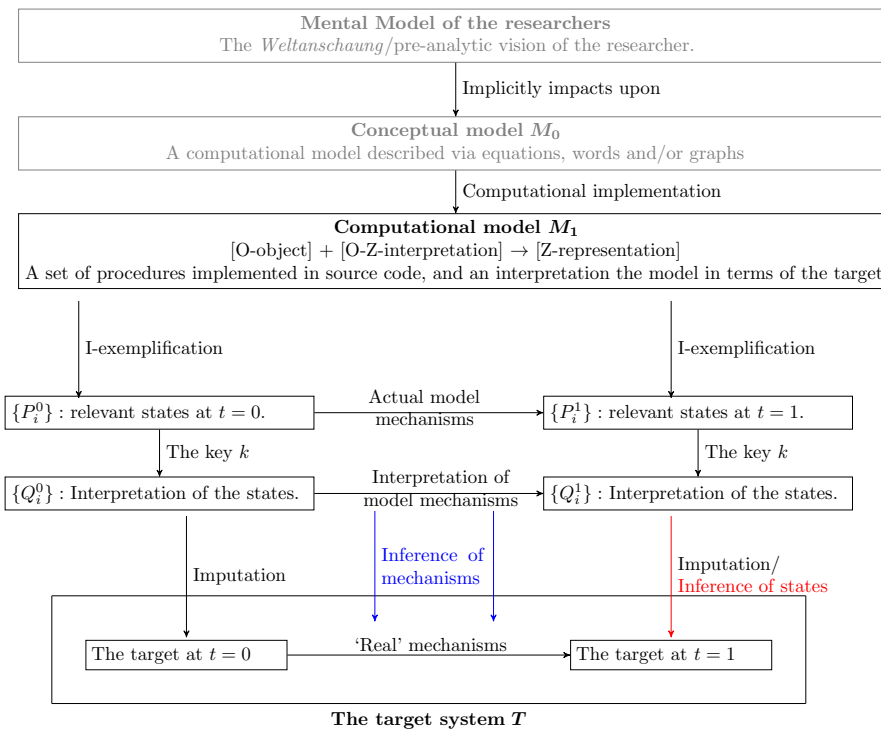 Mental Model of the researchers
The Weltanschaung/pre-analytic vision of the researcher.
Implicitly impacts upon
Conceptual model M₀
A computational model described via equations, words and/or graphs
Computational implementation
Computational model M₁
[O-object] + [O-Z-interpretation] → [Z-representation]
A set of procedures implemented in source code, and an interpretation the model in terms of the target
I-exemplification
I-exemplification
{P_i^0} : relevant states at t = 0.
Actual model
mechanisms
{P_i^1} : relevant states at t = 1.
The key k
The key k
{Q_i^0} : Interpretation of the states.
Interpretation of
model mechanisms
{Q_i^1} : Interpretation of the states.
Imputation
Inference of
mechanisms
Imputation/
Inference of states
The target at t = 0
‘Real’ mechanisms
The target at t = 1
The target system T